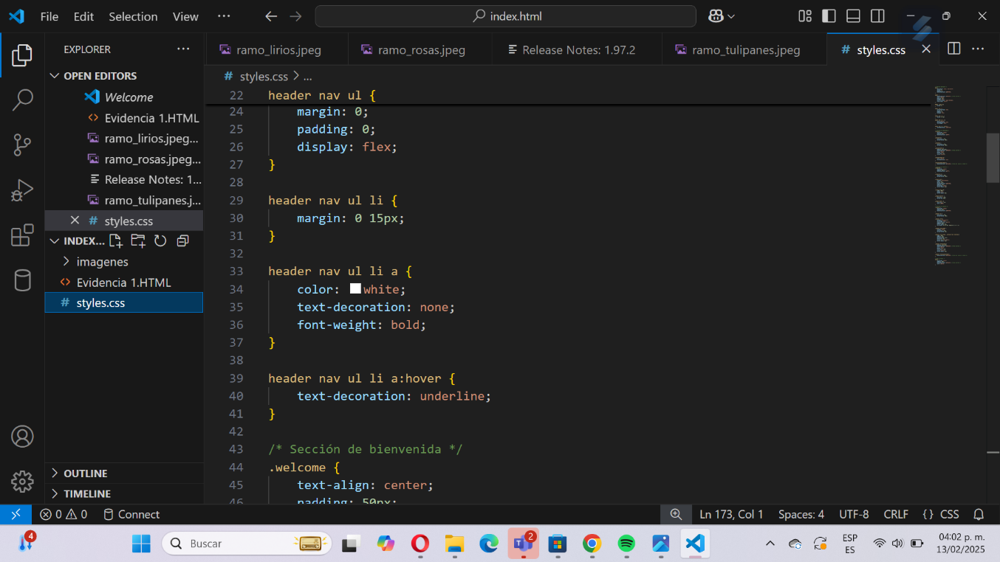 File Edit Selection View ···
index.html
EXPLORER ···
ramo_lirios.jpeg
ramo_rosas.jpeg
Release Notes: 1.97.2
ramo_tulipanes.jpeg
# styles.css
···
OPEN EDITORS
Welcome
<> Evidencia 1.HTML
ramo_lirios.jpeg...
ramo_rosas.jpeg...
Release Notes: 1...
ramo_tulipanes.j...
# styles.css
INDEX...
imagenes
<> Evidencia 1.HTML
# styles.css
OUTLINE
TIMELINE
# styles.css > ...
22 header nav ul {
24 margin: 0;
25 padding: 0;
26 display: flex;
27 }
28
29 header nav ul li {
30 margin: 0 15px;
31 }
32
33 header nav ul li a {
34 color: white;
35 text-decoration: none;
36 font-weight: bold;
37 }
38
39 header nav ul li a:hover {
40 text-decoration: underline;
41 }
42
43 /* Sección de bienvenida */
44 .welcome {
45 text-align: center;
46 padding: 50px;
0 0 Connect
Ln 173, Col 1 Spaces: 4 UTF-8 CRLF {} CSS
4
Buscar
2
ESP
ES
04:02 p. m.
13/02/2025